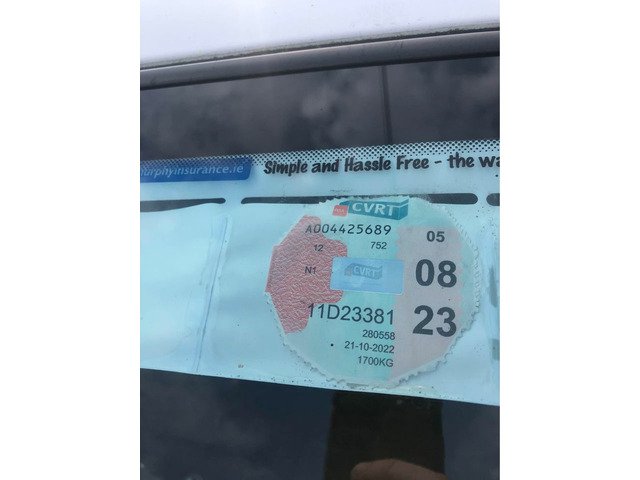 murphyinsurance.ie
Simple and Hassle Free - the wa
CVRT
A004425689
12 752
N1
CVRT
11D23381
280558
21-10-2022
1700KG
05
08
23